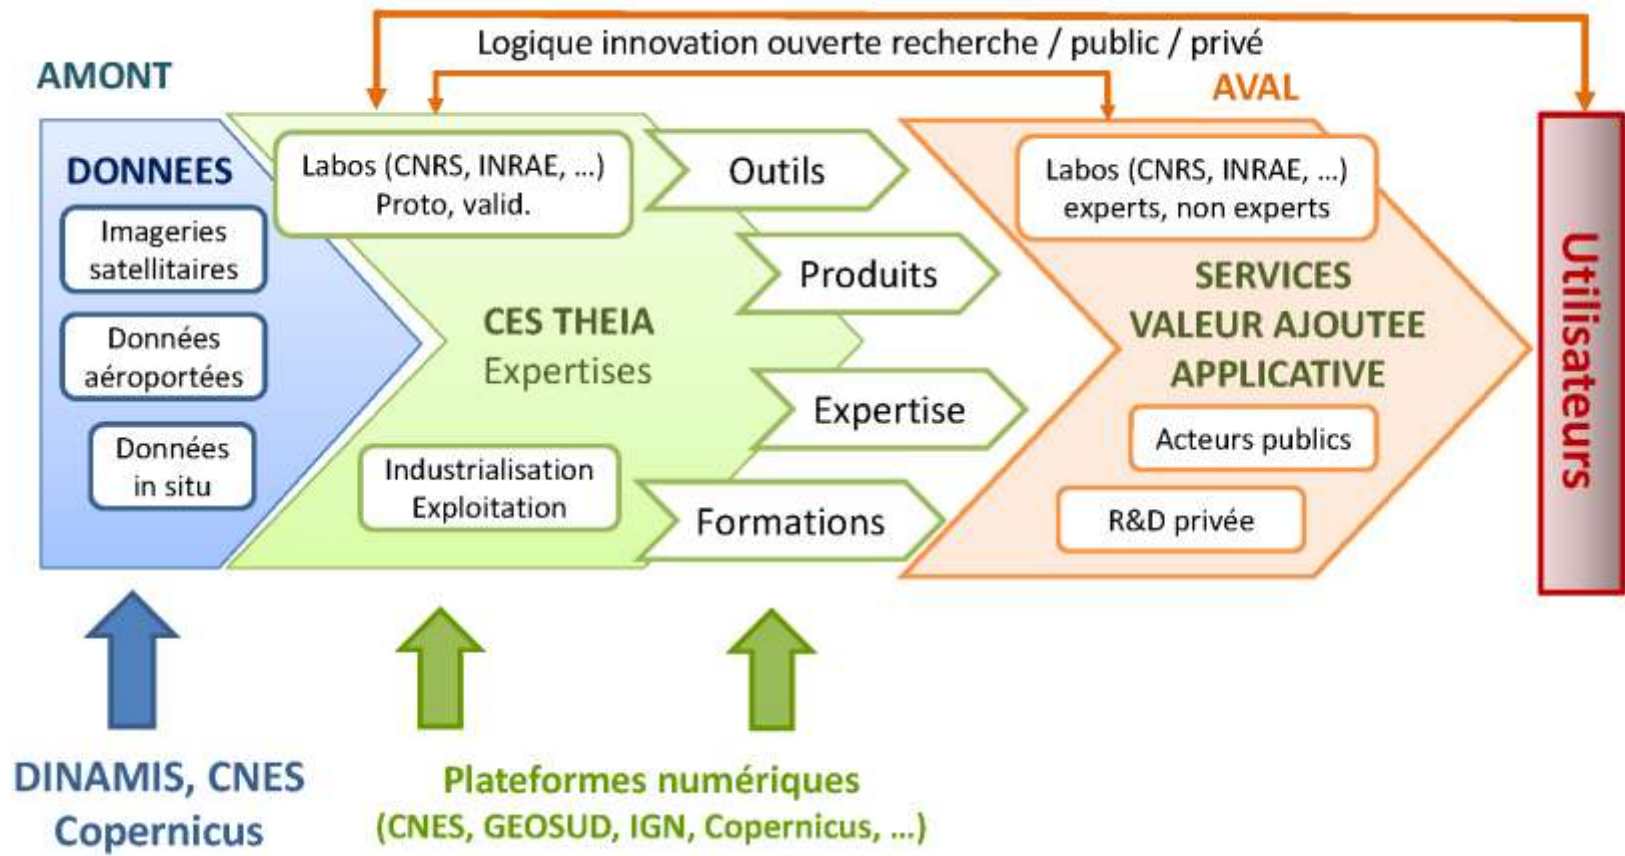 Logique innovation ouverte recherche / public / privé
AMONT
AVAL
DONNEES
Imageries
satellitaires
Données
aéroportées
Données
in situ
Labos (CNRS, INRAE, ...)
Proto, valid.
CES THEIA
Expertises
Industrialisation
Exploitation
Outils
Produits
Expertise
Formations
Labos (CNRS, INRAE, ...)
experts, non experts
SERVICES
VALEUR AJOUTEE
APPLICATIVE
Acteurs publics
R&D privée
Utilisateurs
DINAMIS, CNES
Copernicus
Plateformes numériques
(CNES, GEOSUD, IGN, Copernicus, ...)